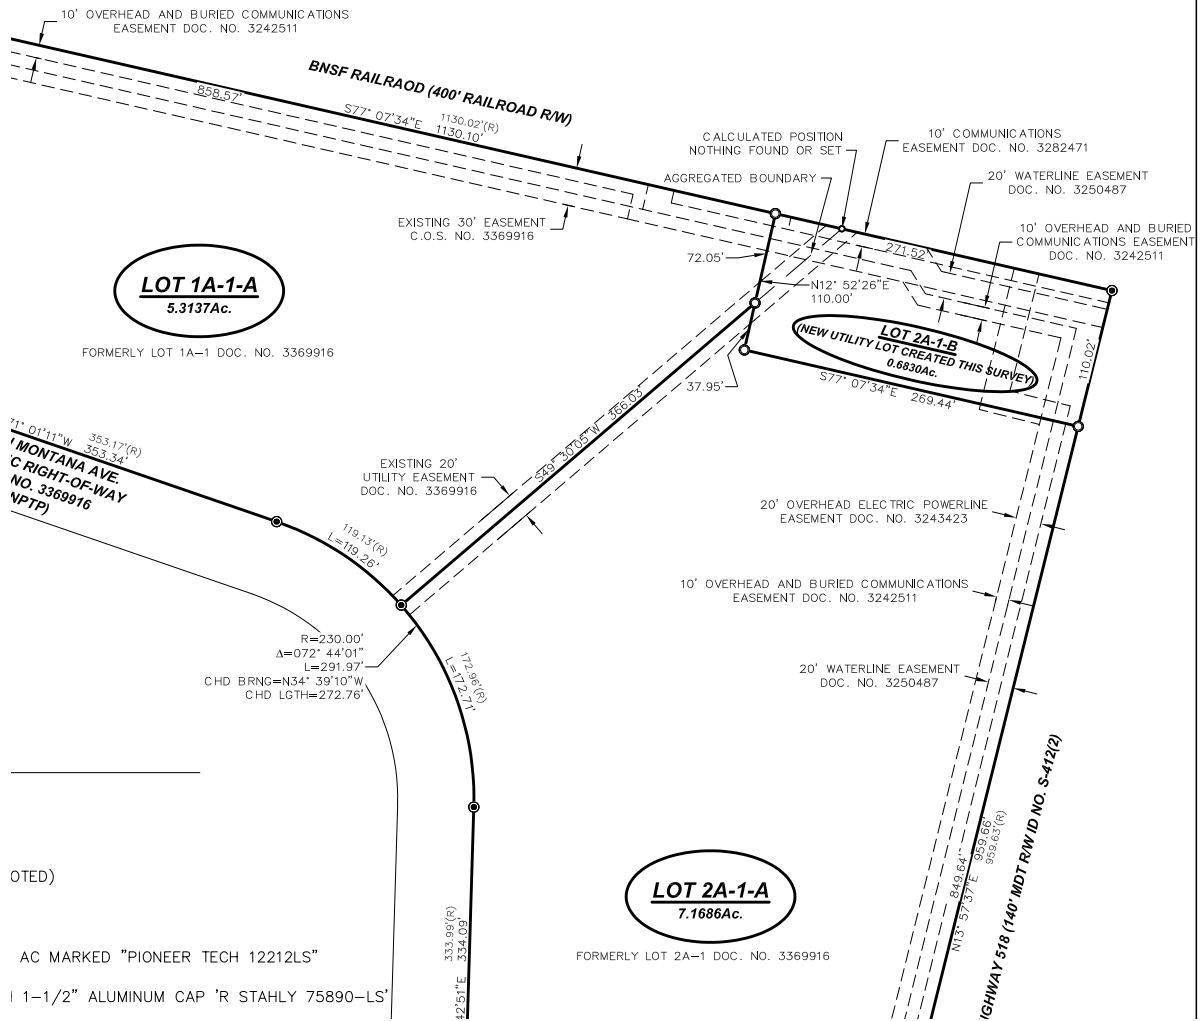 10' OVERHEAD AND BURIED COMMUNICATIONS
EASEMENT DOC. NO. 3242511
BNSF RAILRAOD (400' RAILROAD R/W)
858.57'
S77° 07'34"E
1130.02'(R)
1130.10'
CALCULATED POSITION
NOTHING FOUND OR SET
10' COMMUNICATIONS
EASEMENT DOC. NO. 3282471
AGGREGATED BOUNDARY
20' WATERLINE EASEMENT
DOC. NO. 3250487
EXISTING 30' EASEMENT
C.O.S. NO. 3369916
10' OVERHEAD AND BURIED
COMMUNICATIONS EASEMENT
DOC. NO. 3242511
271.52'
72.05'
N12° 52'26"E
110.00'
LOT 1A-1-A
5.3137Ac.
FORMERLY LOT 1A-1 DOC. NO. 3369916
LOT 2A-1-B
(NEW UTILITY LOT CREATED THIS SURVEY)
0.6830Ac.
110.02'
37.95'
S77° 07'34"E 269.44'
71° 01'11"W
353.17'(R)
353.34'
MONTANA AVE.
C RIGHT-OF-WAY
NO. 3369916
NPTP)
S49° 30'05"W 366.03'
EXISTING 20'
UTILITY EASEMENT
DOC. NO. 3369916
20' OVERHEAD ELECTRIC POWERLINE
EASEMENT DOC. NO. 3243423
119.13'(R)
L=119.26'
10' OVERHEAD AND BURIED COMMUNICATIONS
EASEMENT DOC. NO. 3242511
R=230.00'
Δ=072° 44'01"
L=291.97'
CHD BRNG=N34° 39'10"W
CHD LGTH=272.76'
172.96'(R)
L=172.71'
20' WATERLINE EASEMENT
DOC. NO. 3250487
IGHWAY 518 (140' MDT R/W ID NO. S-412(2)
849.64'
N13° 57'37"E 959.66'
959.63'(R)
OTED)
LOT 2A-1-A
7.1686Ac.
FORMERLY LOT 2A-1 DOC. NO. 3369916
333.99'(R)
42'51"E 334.09'
AC MARKED "PIONEER TECH 12212LS"
1-1/2" ALUMINUM CAP 'R STAHLY 75890-LS'